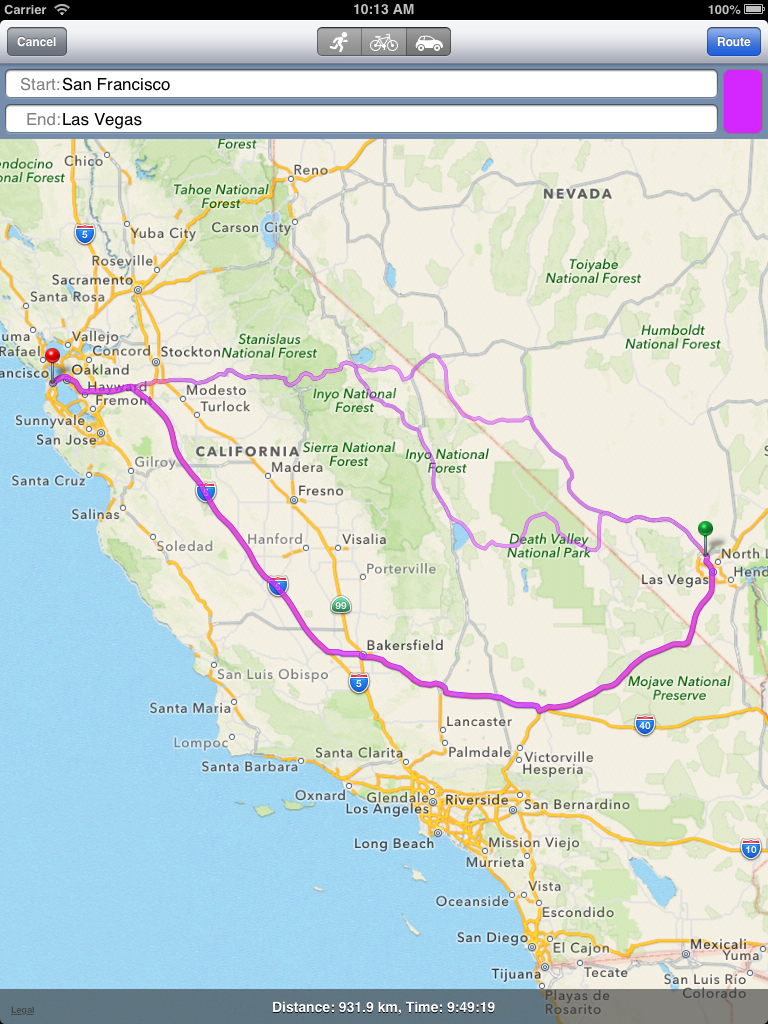 Carrier 10:13 AM 100%
Cancel Route
Start: San Francisco
End: Las Vegas
Forest
Chico
endocino
nal Forest
Reno
Tahoe National
Forest
NEVADA
Carson City
Yuba City
5
Roseville
Sacramento
Santa Rosa
Toiyabe
National Forest
Humboldt
National Forest
uma
Vallejo
Rafael
Concord
Stockton
Stanislaus
National Forest
ancisco
Oakland
Hayward
Fremont
Modesto
Turlock
Inyo National
Forest
Sunnyvale
San Jose
CALIFORNIA
Sierra National
Forest
Inyo National
Forest
Gilroy
Madera
Santa Cruz
Fresno
5
Salinas
Soledad
Hanford
Visalia
Death Valley
National Park
North L
Hend
Las Vegas
Porterville
5
99
Bakersfield
San Luis Obispo
5
Mojave National
Preserve
Santa Maria
Lancaster
40
Lompoc
Santa Clarita
Palmdale
Victorville
Hesperia
Santa Barbara
Oxnard
Glendale
Los Angeles
Riverside
San Bernardino
Long Beach
Mission Viejo
Murrieta
10
Vista
Oceanside
Escondido
San Diego
El Cajon
Mexicali
Yuma
Tijuana
Tecate
San Luis Río
Colorado
Playas de
Rosarito
Legal
Distance: 931.9 km, Time: 9:49:19